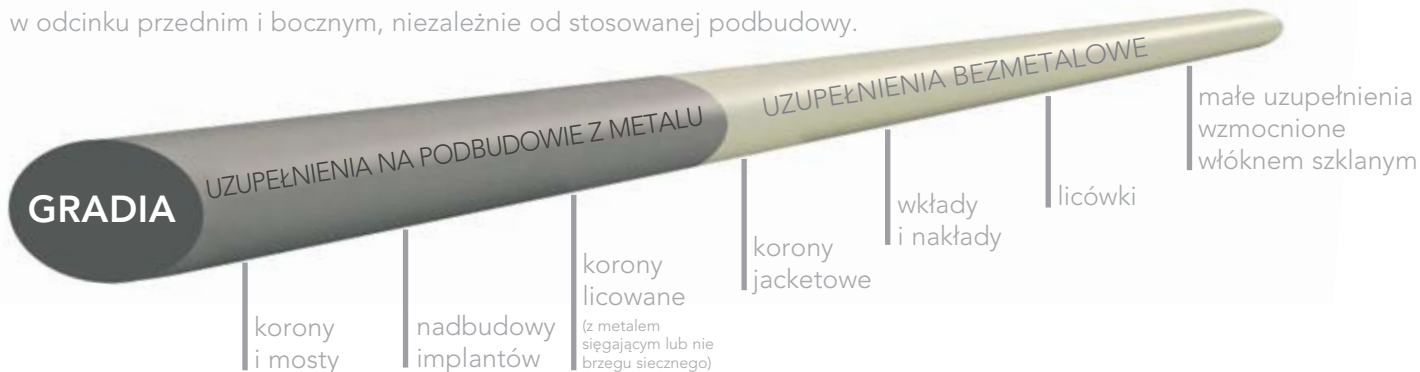 w odcinku przednim i bocznym, niezależnie od stosowanej podbudowy.
GRADIA
UZUPEŁNIENIA NA PODBUDOWIE Z METALU
UZUPEŁNIENIA BEZMETALOWE
korony
i mosty
nadbudowy
implantów
korony
licowane
(z metalem
sięgającym lub nie
brzegu siecznego)
korony
jacketowe
wkłady
i nakłady
licówki
małe uzupełnienia
wzmocnione
włóknem szklanym